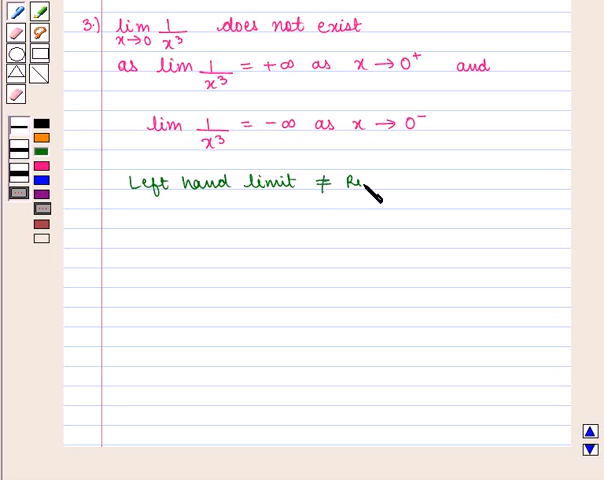 3.) lim x→0 1/x³ does not exist
as lim 1/x³ = +∞ as x → 0⁺ and
lim 1/x³ = -∞ as x → 0⁻
Left hand limit ≠ Ri